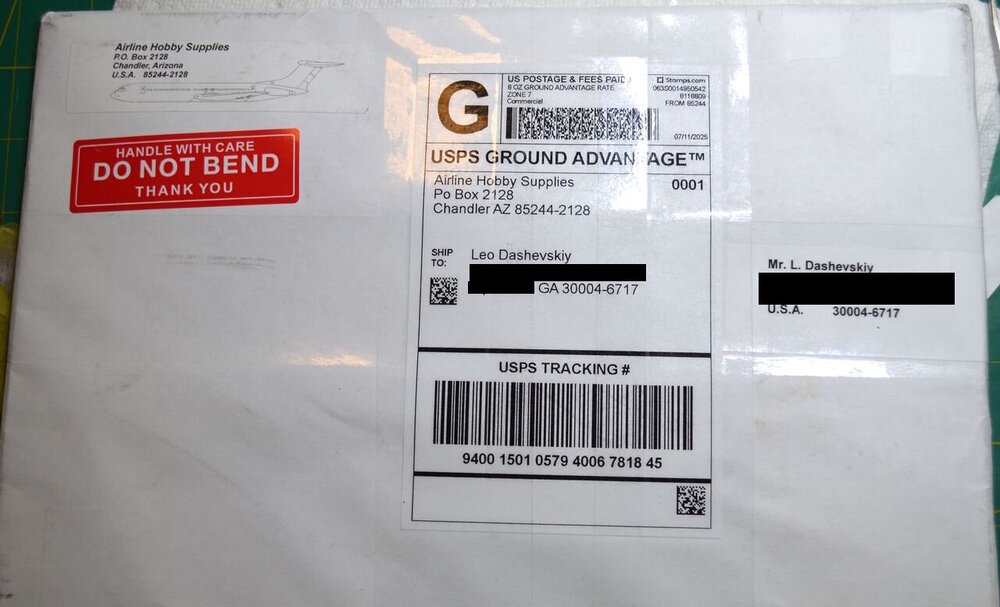 Airline Hobby Supplies
P.O. Box 2128
Chandler, Arizona
U.S.A. 85244-2128
HANDLE WITH CARE
DO NOT BEND
THANK YOU
G
US POSTAGE & FEES PAID
8 OZ GROUND ADVANTAGE RATE
ZONE 7
Commercial
Stamps.com
063S0014950542
8118609
FROM 85244
07/11/2025
USPS GROUND ADVANTAGE™
Airline Hobby Supplies
Po Box 2128
Chandler AZ 85244-2128
0001
SHIP
TO:
Leo Dashevskiy
GA 30004-6717
Mr. L. Dashevskiy
U.S.A. 30004-6717
USPS TRACKING #
9400 1501 0579 4006 7818 45